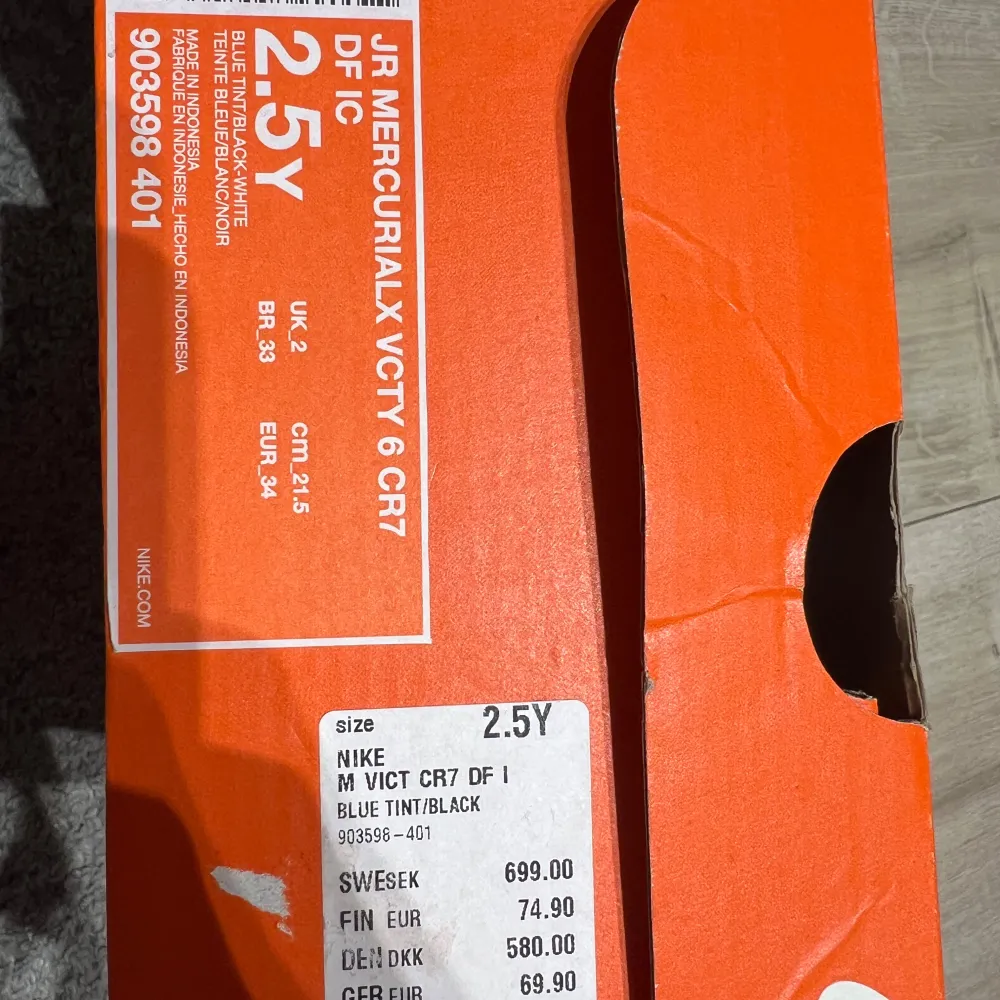 JR MERCURIALX VCTY 6 CR7
DF IC
2.5Y
UK_2
cm_21.5
BR_33
EUR_34
BLUE TINT/BLACK-WHITE
TEINTE BLEUE/BLANC/NOIR
MADE IN INDONESIA
FABRIQUE EN INDONESIE_HECHO EN INDONESIA
903598 401
NIKE.COM
size 2.5Y
NIKE
M VICT CR7 DF I
BLUE TINT/BLACK
903598-401
SWE SEK 699.00
FIN EUR 74.90
DEN DKK 580.00
GER EUR 69.90